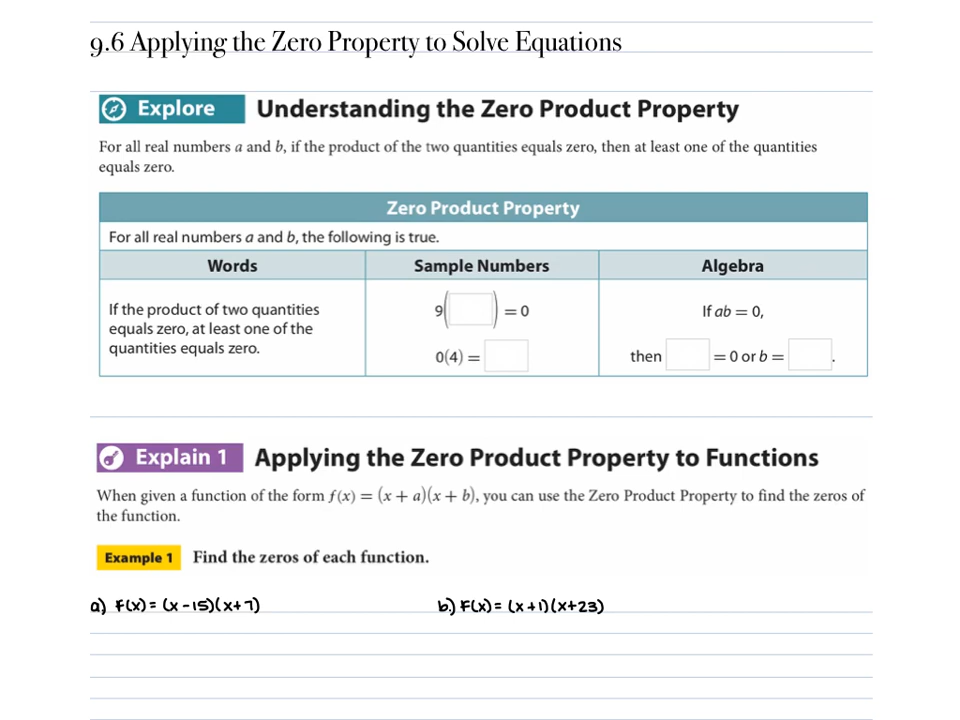 9.6 Applying the Zero Property to Solve Equations
Explore Understanding the Zero Product Property
For all real numbers a and b, if the product of the two quantities equals zero, then at least one of the quantities
equals zero.
Zero Product Property
For all real numbers a and b, the following is true.
Words Sample Numbers Algebra
If the product of two quantities
equals zero, at least one of the
quantities equals zero.
9( ) = 0
0(4) =
If ab = 0,
then = 0 or b = .
Explain 1 Applying the Zero Product Property to Functions
When given a function of the form f(x) = (x + a)(x + b), you can use the Zero Product Property to find the zeros of
the function.
Example 1 Find the zeros of each function.
a) F(x) = (x - 15)(x + 7) b.) F(x) = (x + 1)(x + 23)